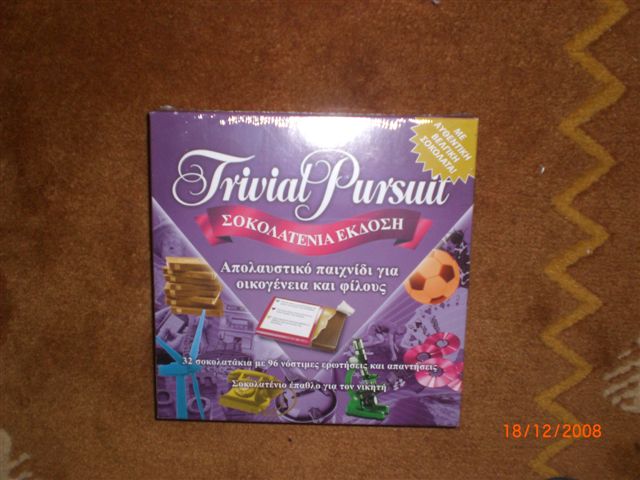 ΜΕ
ΑΥΘΕΝΤΙΚΗ
ΒΕΛΓΙΚΗ
ΣΟΚΟΛΑΤΑ!
Trivial Pursuit
ΣΟΚΟΛΑΤΕΝΙΑ ΕΚΔΟΣΗ
Απολαυστικό παιχνίδι για
οικογένεια και φίλους
32 σοκολατάκια με 96 νόστιμες ερωτήσεις και απαντήσεις
Σοκολατένιο έπαθλο για τον νικητή
18/12/2008